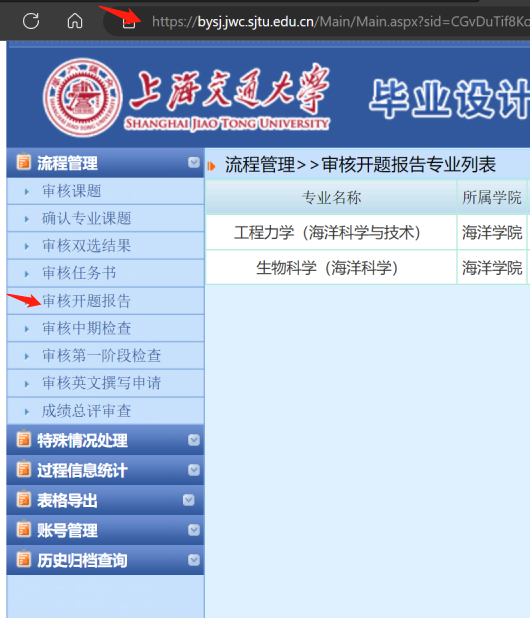 https://bysj.jwc.sjtu.edu.cn/Main/Main.aspx?sid=CGvDuTif8Kc
上海交通大学
SHANGHAI JIAO TONG UNIVERSITY
毕业设计
流程管理
审核课题
确认专业课题
审核双选结果
审核任务书
审核开题报告
审核中期检查
审核第一阶段检查
审核英文撰写申请
成绩总评审查
特殊情况处理
过程信息统计
表格导出
账号管理
历史归档查询
流程管理>>审核开题报告专业列表
专业名称 所属学院
工程力学（海洋科学与技术） 海洋学院
生物科学（海洋科学） 海洋学院